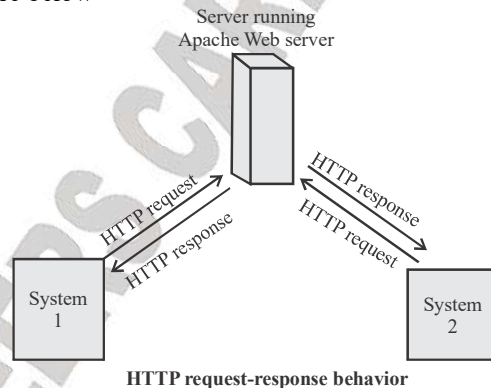 Server running
Apache Web server
HTTP request
HTTP response
HTTP response
HTTP request
System
1
System
2
HTTP request-response behavior